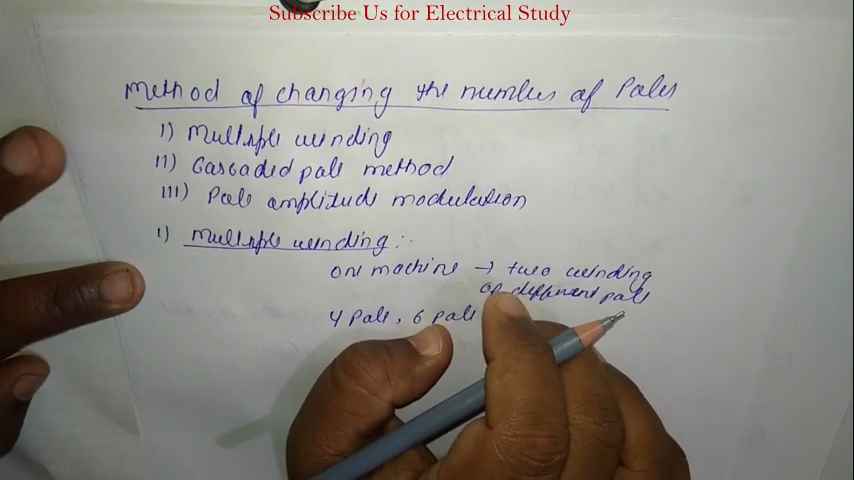 Subscribe Us for Electrical Study
Method of changing the number of Poles
I) Multiple winding
II) Cascaded pole method
III) Pole amplitude modulation
I) Multiple winding :-
one machine → two winding
of different pole
4 Pole, 6 pole